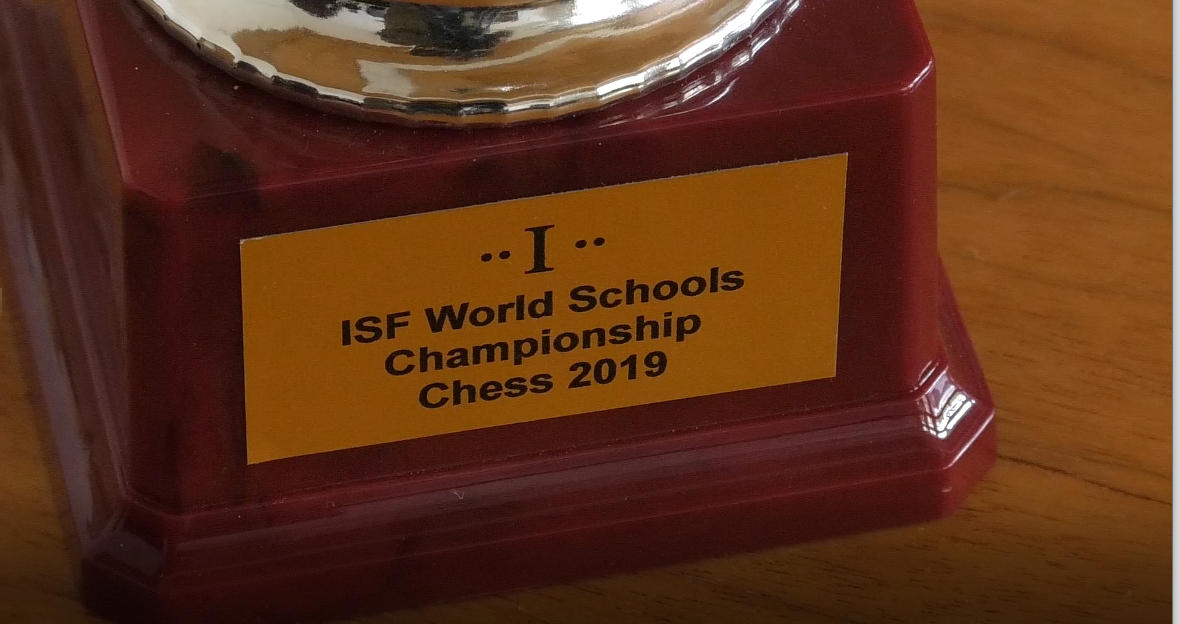 ··I··
ISF World Schools
Championship
Chess 2019